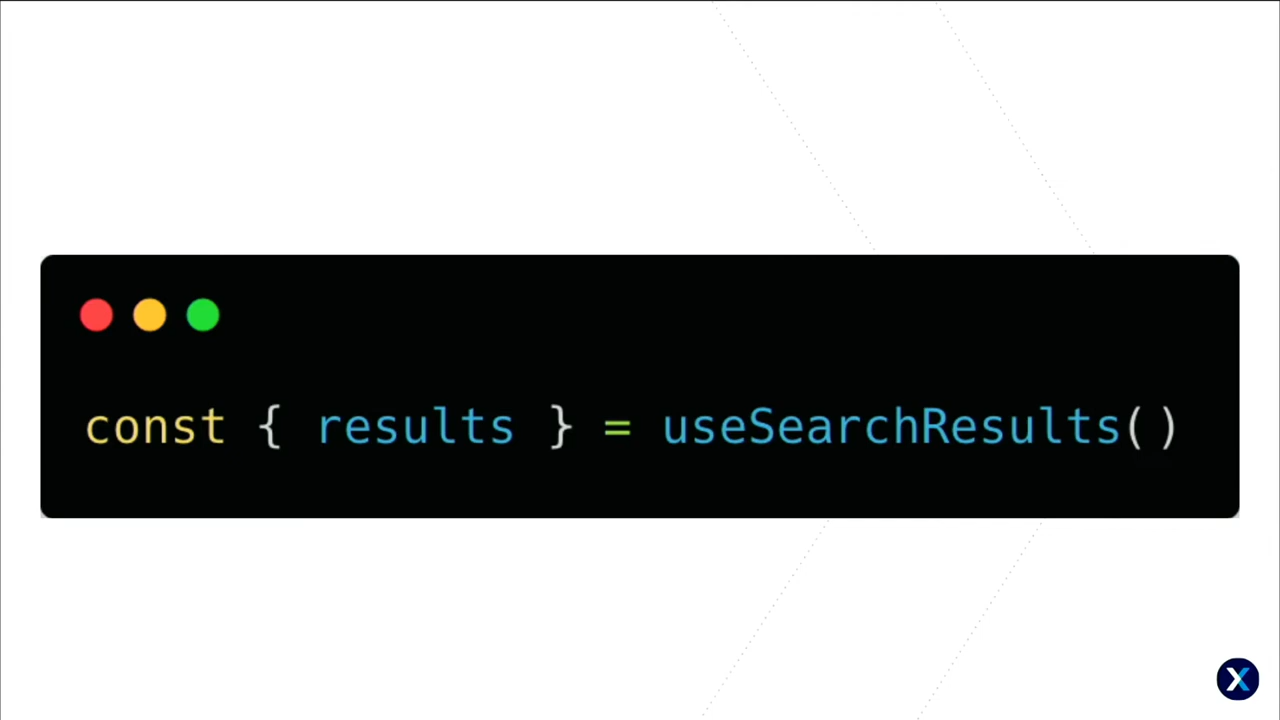 const { results } = useSearchResults()